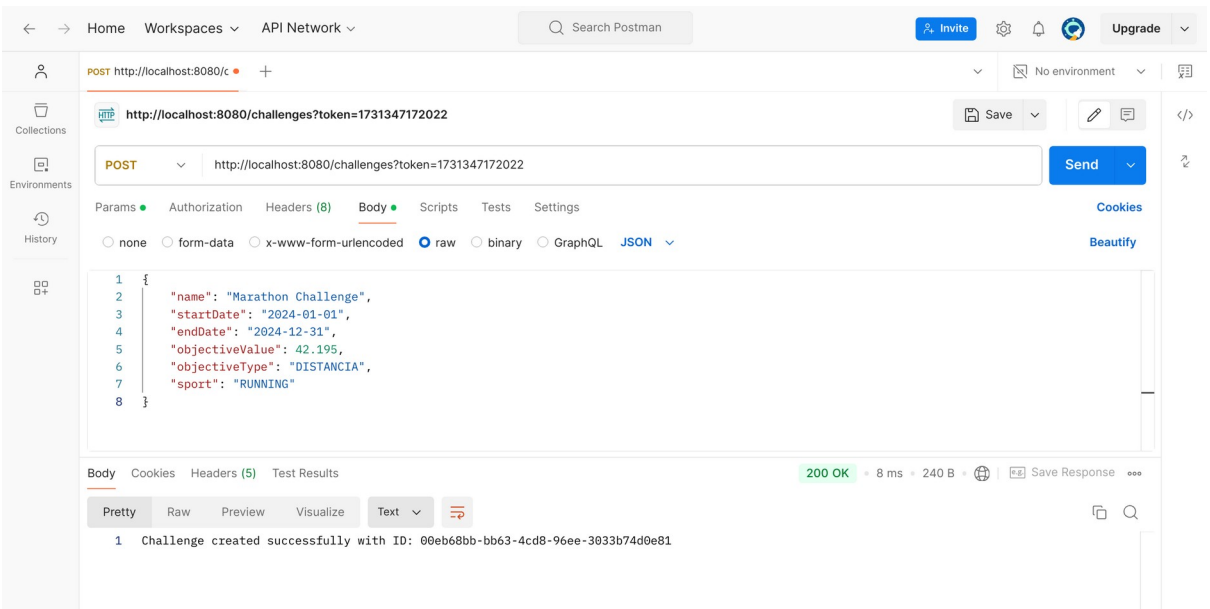 Home Workspaces API Network Search Postman Invite Upgrade
POST http://localhost:8080/c No environment
HTTP http://localhost:8080/challenges?token=1731347172022 Save
Collections
POST http://localhost:8080/challenges?token=1731347172022 Send
Environments
Params Authorization Headers (8) Body Scripts Tests Settings Cookies
History
none form-data x-www-form-urlencoded raw binary GraphQL JSON Beautify
1 {
2 "name": "Marathon Challenge",
3 "startDate": "2024-01-01",
4 "endDate": "2024-12-31",
5 "objectiveValue": 42.195,
6 "objectiveType": "DISTANCIA",
7 "sport": "RUNNING"
8 }
Body Cookies Headers (5) Test Results 200 OK 8 ms 240 B e.g. Save Response
Pretty Raw Preview Visualize Text
1 Challenge created successfully with ID: 00eb68bb-bb63-4cd8-96ee-3033b74d0e81